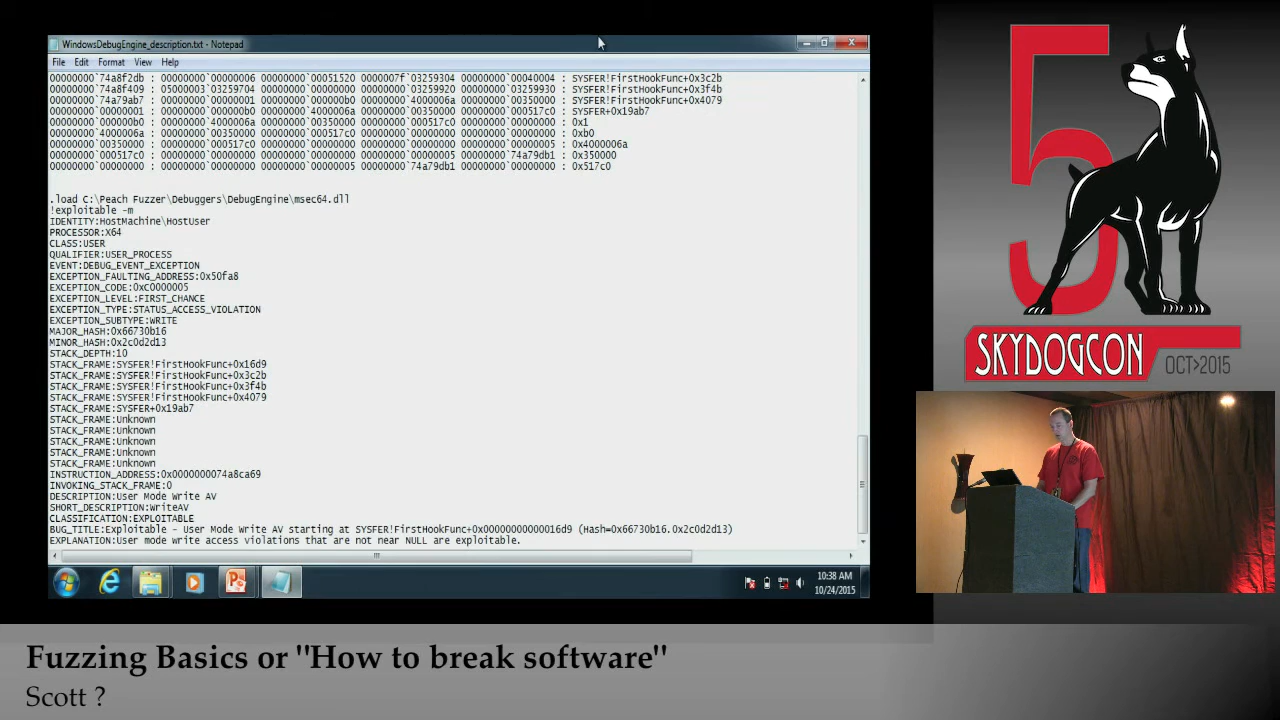 WindowsDebugEngine_description.txt - Notepad
File Edit Format View Help
00000000`74a8f2db : 00000000`00000006 00000000`00051520 0000007f`03259304 00000000`00040004 : SYSFER!FirstHookFunc+0x3c2b
00000000`74a8f409 : 05000003`03259704 00000000`00000000 00000000`03259920 00000000`03259930 : SYSFER!FirstHookFunc+0x3f4b
00000000`74a79ab7 : 00000000`00000001 00000000`000000b0 00000000`4000006a 00000000`00350000 : SYSFER!FirstHookFunc+0x4079
00000000`00000001 : 00000000`000000b0 00000000`4000006a 00000000`00350000 00000000`000517c0 : SYSFER+0x19ab7
00000000`000000b0 : 00000000`4000006a 00000000`00350000 00000000`000517c0 00000000`00000000 : 0x1
00000000`4000006a : 00000000`00350000 00000000`000517c0 00000000`00000000 00000000`00000000 : 0xb0
00000000`00350000 : 00000000`000517c0 00000000`00000000 00000000`00000000 00000000`00000005 : 0x4000006a
00000000`000517c0 : 00000000`00000000 00000000`00000000 00000000`00000005 00000000`74a79db1 : 0x350000
00000000`00000000 : 00000000`00000000 00000000`00000005 00000000`74a79db1 00000000`00000000 : 0x517c0
.load C:\Peach Fuzzer\Debuggers\DebugEngine\msec64.dll
!exploitable -m
IDENTITY:HostMachine\HostUser
PROCESSOR:X64
CLASS:USER
QUALIFIER:USER_PROCESS
EVENT:DEBUG_EVENT_EXCEPTION
EXCEPTION_FAULTING_ADDRESS:0x50fa8
EXCEPTION_CODE:0xC0000005
EXCEPTION_LEVEL:FIRST_CHANCE
EXCEPTION_TYPE:STATUS_ACCESS_VIOLATION
EXCEPTION_SUBTYPE:WRITE
MAJOR_HASH:0x66730b16
MINOR_HASH:0x2c0d2d13
STACK_DEPTH:10
STACK_FRAME:SYSFER!FirstHookFunc+0x16d9
STACK_FRAME:SYSFER!FirstHookFunc+0x3c2b
STACK_FRAME:SYSFER!FirstHookFunc+0x3f4b
STACK_FRAME:SYSFER!FirstHookFunc+0x4079
STACK_FRAME:SYSFER+0x19ab7
STACK_FRAME:Unknown
STACK_FRAME:Unknown
STACK_FRAME:Unknown
STACK_FRAME:Unknown
STACK_FRAME:Unknown
INSTRUCTION_ADDRESS:0x0000000074a8ca69
INVOKING_STACK_FRAME:0
DESCRIPTION:User Mode Write AV
SHORT_DESCRIPTION:WriteAV
CLASSIFICATION:EXPLOITABLE
BUG_TITLE:Exploitable - User Mode Write AV starting at SYSFER!FirstHookFunc+0x00000000000016d9 (Hash=0x66730b16.0x2c0d2d13)
EXPLANATION:User mode write access violations that are not near NULL are exploitable.
10:38 AM
10/24/2015
5
SKYDOGCON OCT>2015
Fuzzing Basics or "How to break software"
Scott ?